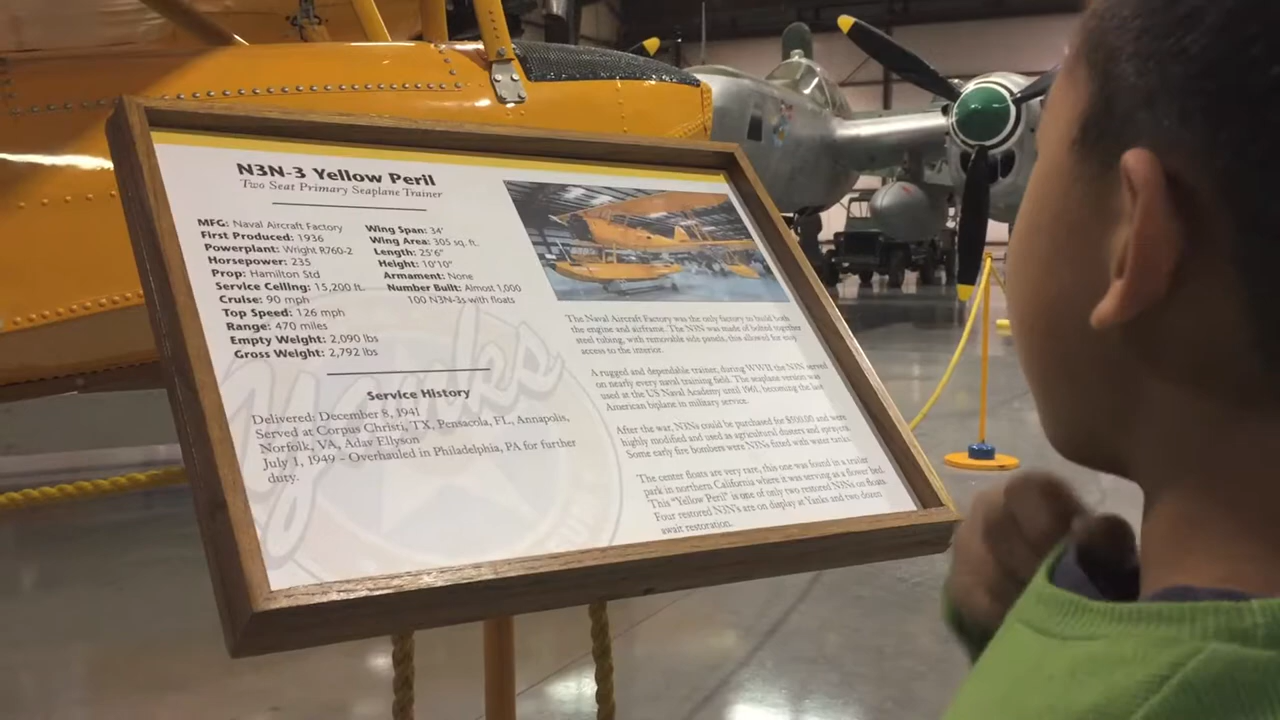 N3N-3 Yellow Peril
Two Seat Primary Seaplane Trainer
MFG: Naval Aircraft Factory
First Produced: 1936
Powerplant: Wright R760-2
Horsepower: 235
Prop: Hamilton Std
Service Ceiling: 15,200 ft.
Cruise: 90 mph
Top Speed: 126 mph
Range: 470 miles
Empty Weight: 2,090 lbs
Gross Weight: 2,792 lbs
Wing Span: 34'
Wing Area: 305 sq. ft.
Length: 25'6"
Height: 10'10"
Armament: None
Number Built: Almost 1,000
100 N3N-3s with floats
Service History
Delivered: December 8, 1941
Served at Corpus Christi, TX, Pensacola, FL, Annapolis,
Norfolk, VA, Adav Ellyson
July 1, 1949 – Overhauled in Philadelphia, PA for further
duty.
The Naval Aircraft Factory was the only factory to build both
the engine and airframe. The N3N was made of bolted together
steel tubing, with removable side panels, this allowed for easy
access to the interior.
A rugged and dependable trainer, during WWII the N3N served
on nearly every naval training field. The seaplane version was
used at the US Naval Academy until 1961, becoming the last
American biplane in military service.
After the war, N3Ns could be purchased for $500.00 and were
highly modified and used as agricultural dusters and sprayers.
Some early fire bombers were N3Ns fitted with water tanks.
The center floats are very rare, this one was found in a trailer
park in northern California where it was serving as a flower bed.
This "Yellow Peril" is one of only two restored N3Ns on floats.
Four restored N3N's are on display at Yanks and two dozen
await restoration.
Yanks